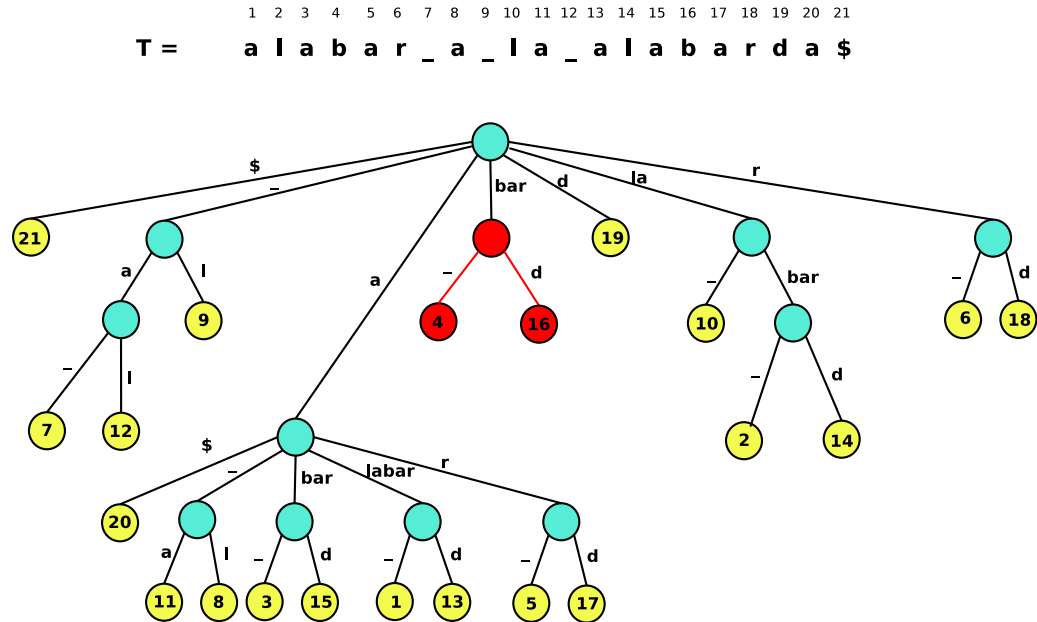 1 2 3 4 5 6 7 8 9 10 11 12 13 14 15 16 17 18 19 20 21
T = a l a b a r _ a _ l a _ a l a b a r d a $
$ _ a bar d la r
21 19
a l _ d _ bar _ d
9 4 16 10 6 18
_ l _ d
7 12 2 14
$ _ bar labar r
20
a l _ d _ d _ d
11 8 3 15 1 13 5 17